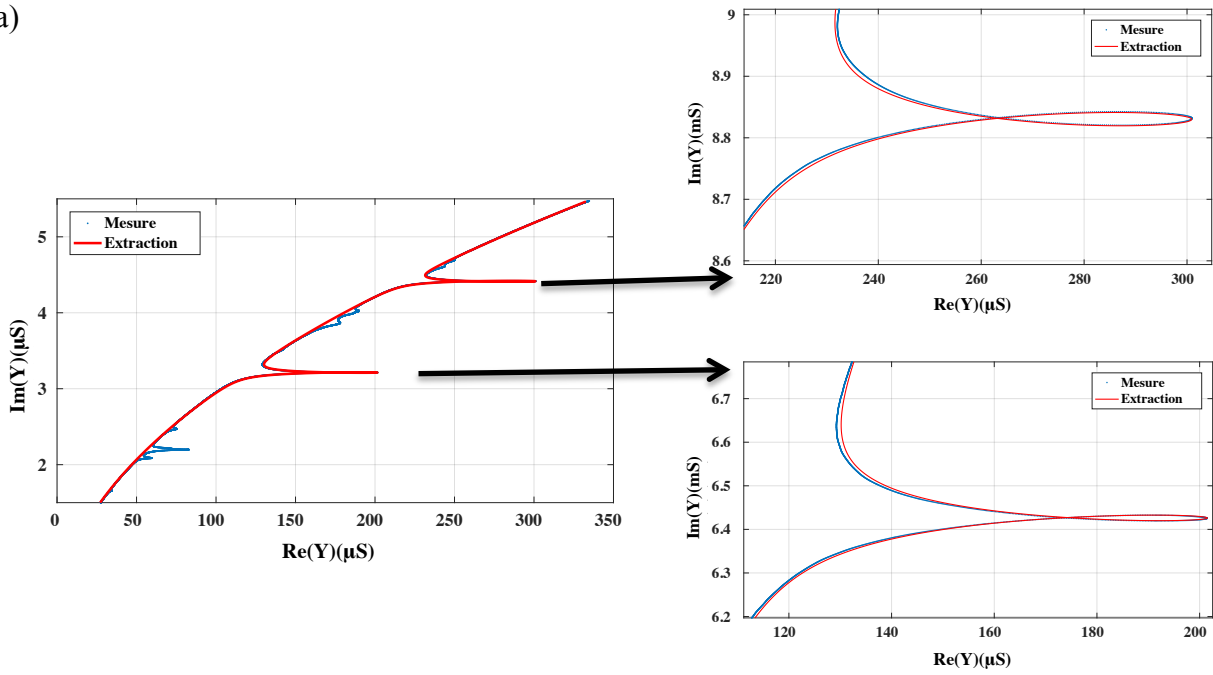 a)
5
4
3
2
0
50
100
150
200
250
300
350
Im(Y)(µS)
Re(Y)(µS)
Mesure
Extraction
9
8.9
8.8
8.7
8.6
220
240
260
280
300
Im(Y)(mS)
Re(Y)(µS)
Mesure
Extraction
6.7
6.6
6.5
6.4
6.3
6.2
120
140
160
180
200
Im(Y)(mS)
Re(Y)(µS)
Mesure
Extraction